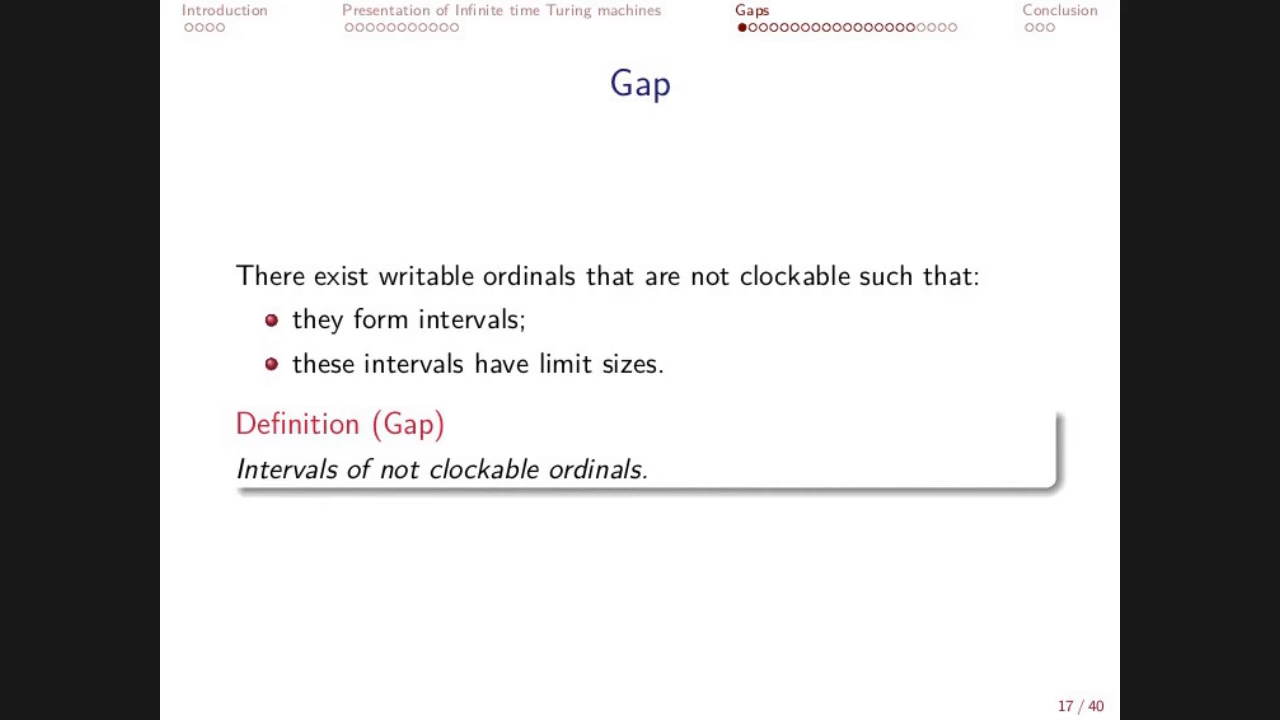 Introduction
Presentation of Infinite time Turing machines
Gaps
Conclusion
Gap
There exist writable ordinals that are not clockable such that:
they form intervals;
these intervals have limit sizes.
Definition (Gap)
Intervals of not clockable ordinals.
17 / 40